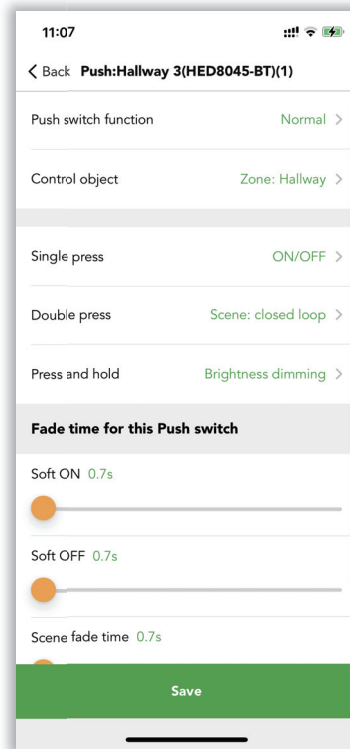 11:07
Back Push:Hallway 3(HED8045-BT)(1)
Push switch function Normal
Control object Zone: Hallway
Single press ON/OFF
Double press Scene: closed loop
Press and hold Brightness dimming
Fade time for this Push switch
Soft ON 0.7s
Soft OFF 0.7s
Scene fade time 0.7s
Save